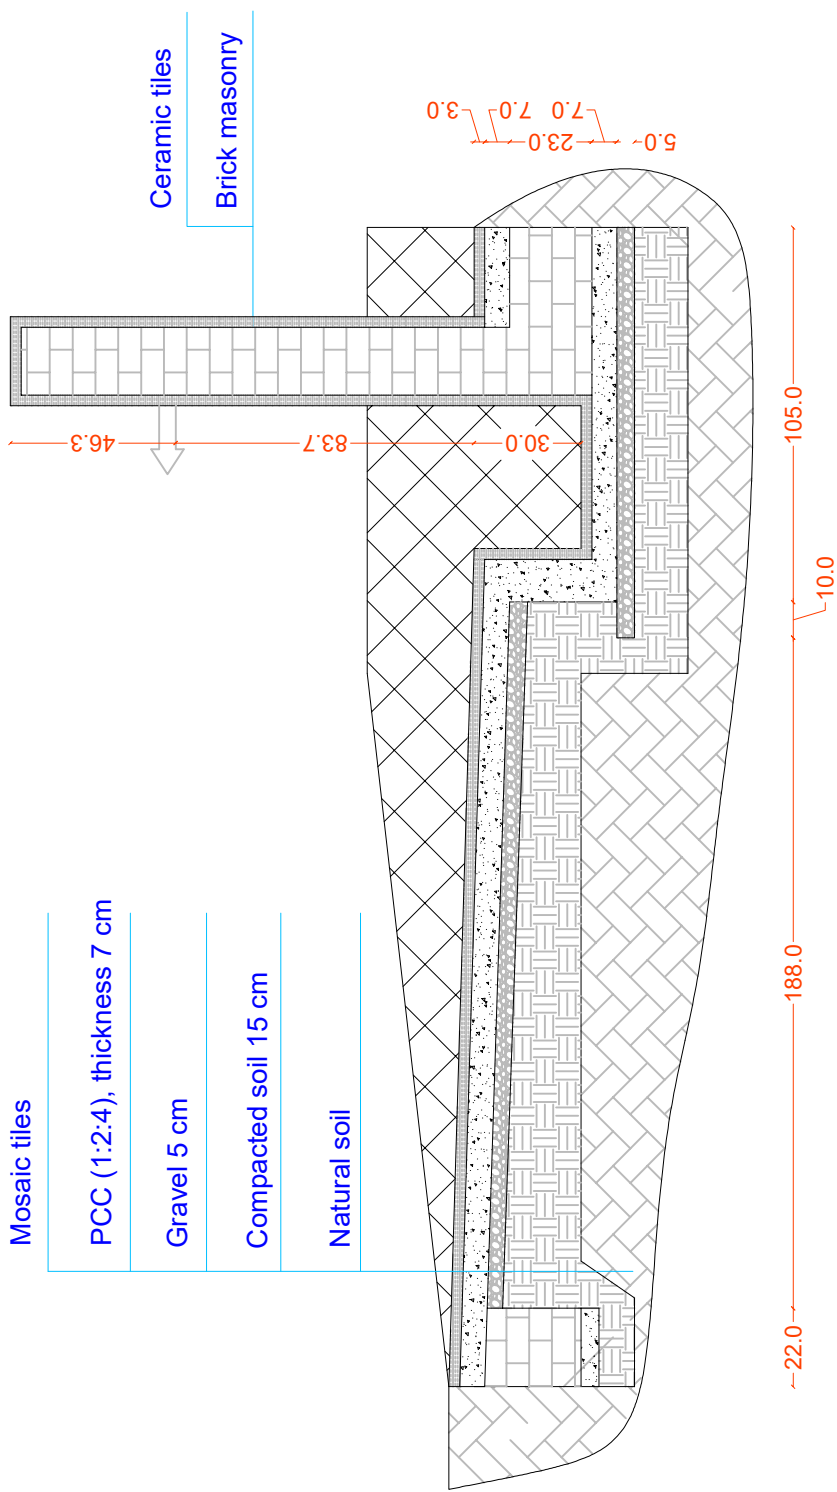 Ceramic tiles
Brick masonry
3.0
7.0
23.0
7.0
5.0
46.3
83.7
30.0
105.0
10.0
188.0
22.0
Mosaic tiles
PCC (1:2:4), thickness 7 cm
Gravel 5 cm
Compacted soil 15 cm
Natural soil